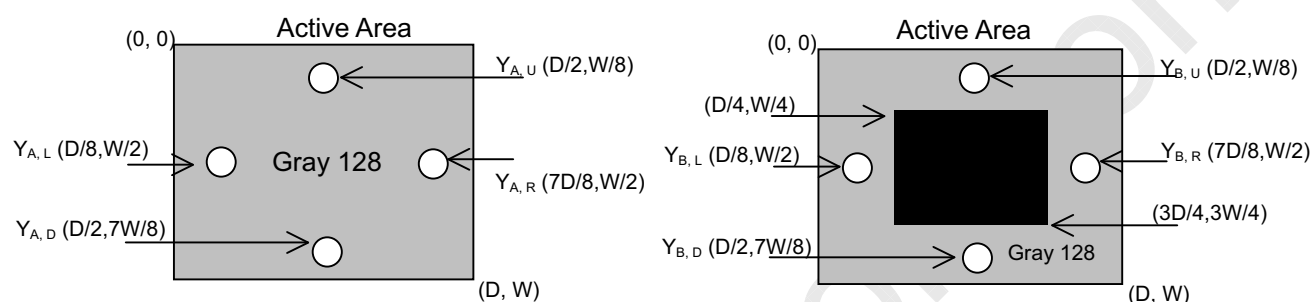 Active Area
(0, 0)
Y_A, U (D/2,W/8)
Y_A, L (D/8,W/2)
Gray 128
Y_A, R (7D/8,W/2)
Y_A, D (D/2,7W/8)
(D, W)
Active Area
(0, 0)
Y_B, U (D/2,W/8)
(D/4,W/4)
Y_B, L (D/8,W/2)
Y_B, R (7D/8,W/2)
(3D/4,3W/4)
Y_B, D (D/2,7W/8)
Gray 128
(D, W)